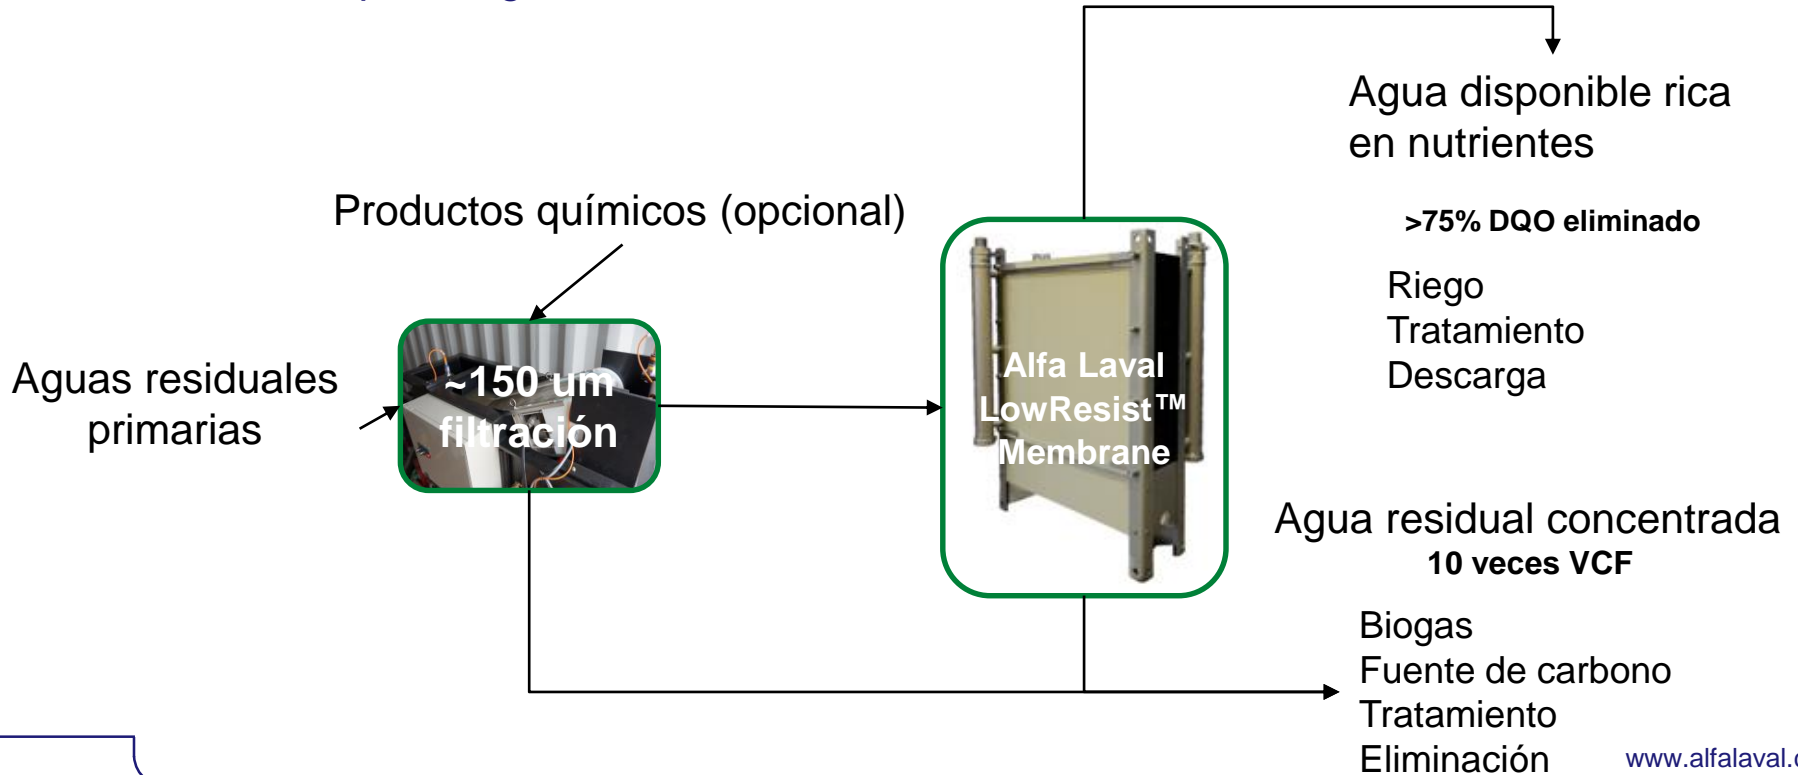 Agua disponible rica
en nutrientes
>75% DQO eliminado
Riego
Tratamiento
Descarga
Productos químicos (opcional)
Aguas residuales
primarias
~150 um
filtración
Alfa Laval
LowResist™
Membrane
Agua residual concentrada
10 veces VCF
Biogas
Fuente de carbono
Tratamiento
Eliminación
www.alfalaval.c